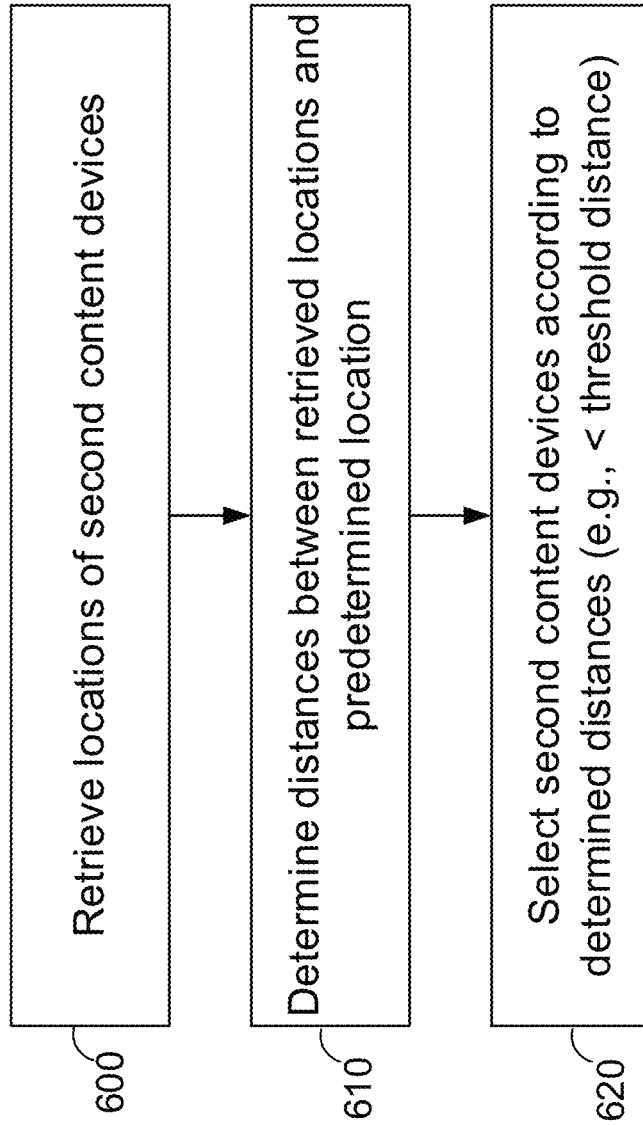 Retrieve locations of second content devices
600
Determine distances between retrieved locations and
predetermined location
610
Select second content devices according to
determined distances (e.g., < threshold distance)
620